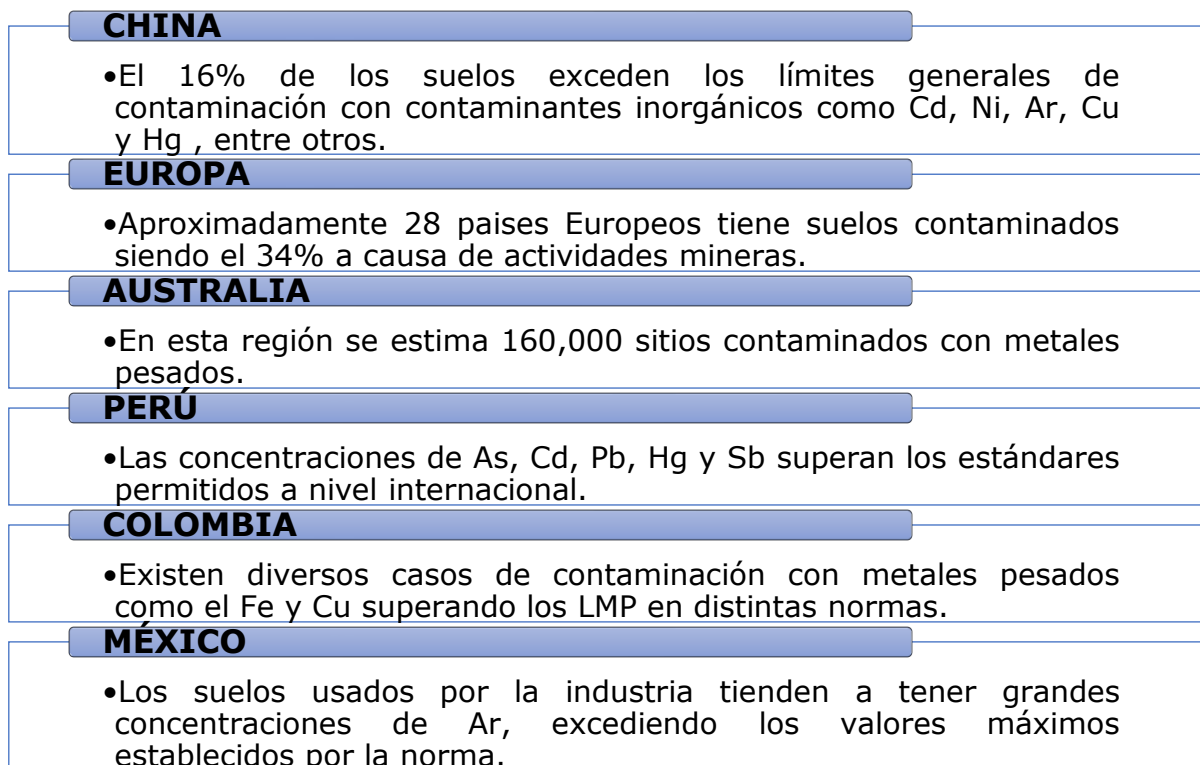 CHINA
•El 16% de los suelos exceden los límites generales de
contaminación con contaminantes inorgánicos como Cd, Ni, Ar, Cu
y Hg , entre otros.
EUROPA
•Aproximadamente 28 paises Europeos tiene suelos contaminados
siendo el 34% a causa de actividades mineras.
AUSTRALIA
•En esta región se estima 160,000 sitios contaminados con metales
pesados.
PERÚ
•Las concentraciones de As, Cd, Pb, Hg y Sb superan los estándares
permitidos a nivel internacional.
COLOMBIA
•Existen diversos casos de contaminación con metales pesados
como el Fe y Cu superando los LMP en distintas normas.
MÉXICO
•Los suelos usados por la industria tienden a tener grandes
concentraciones de Ar, excediendo los valores máximos
establecidos por la norma.